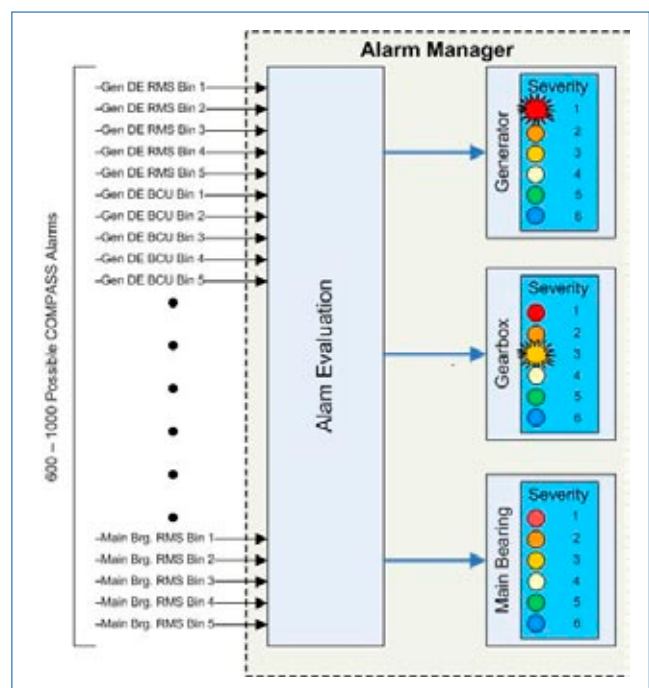 Alarm Manager
600 – 1000 Possible COMPASS Alarms
Gen DE RMS Bin 1
Gen DE RMS Bin 2
Gen DE RMS Bin 3
Gen DE RMS Bin 4
Gen DE RMS Bin 5
Gen DE BCU Bin 1
Gen DE BCU Bin 2
Gen DE BCU Bin 3
Gen DE BCU Bin 4
Gen DE BCU Bin 5
Main Brg. RMS Bin 1
Main Brg. RMS Bin 2
Main Brg. RMS Bin 3
Main Brg. RMS Bin 4
Main Brg. RMS Bin 5
Alam Evaluation
Generator
Severity
1
2
3
4
5
6
Gearbox
Severity
1
2
3
4
5
6
Main Bearing
Severity
1
2
3
4
5
6